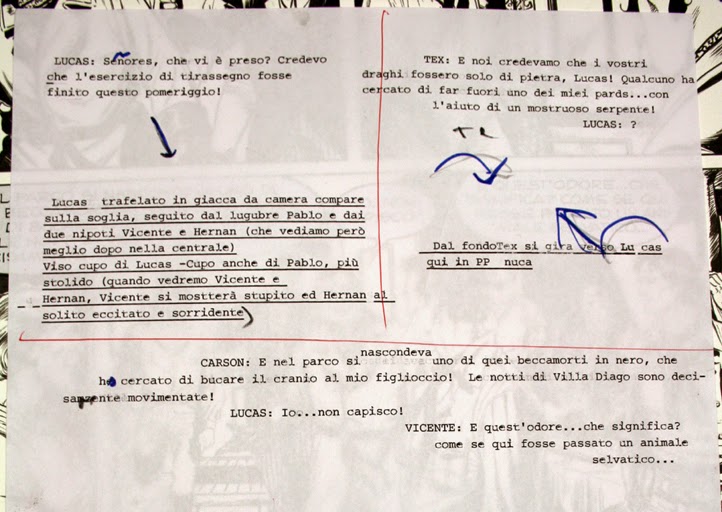 LUCAS: Señores, che vi è preso? Credevo
che l'esercizio di tirassegno fosse
finito questo pomeriggio!
Lucas trafelato in giacca da camera compare
sulla soglia, seguito dal lugubre Pablo e dai
due nipoti Vicente e Hernan (che vediamo però
meglio dopo nella centrale)
Viso cupo di Lucas -Cupo anche di Pablo, più
stolido (quando vedremo Vicente e
Hernan, Vicente si mostterà stupito ed Hernan al
solito eccitato e sorridente)
TEX: E noi credevamo che i vostri
draghi fossero solo di pietra, Lucas! Qualcuno ha
cercato di far fuori uno dei miei pards...con
l'aiuto di un mostruoso serpente!
LUCAS: ?
Dal fondoTex si gira verso Lu cas
qui in PP nuca
CARSON: E nel parco si nascondeva uno di quei beccamorti in nero, che
ha cercato di bucare il cranio al mio figlioccio! Le notti di Villa Diago sono deci-
samente movimentate!
LUCAS: Io...non capisco!
VICENTE: E quest'odore...che significa?
come se qui fosse passato un animale
selvatico...